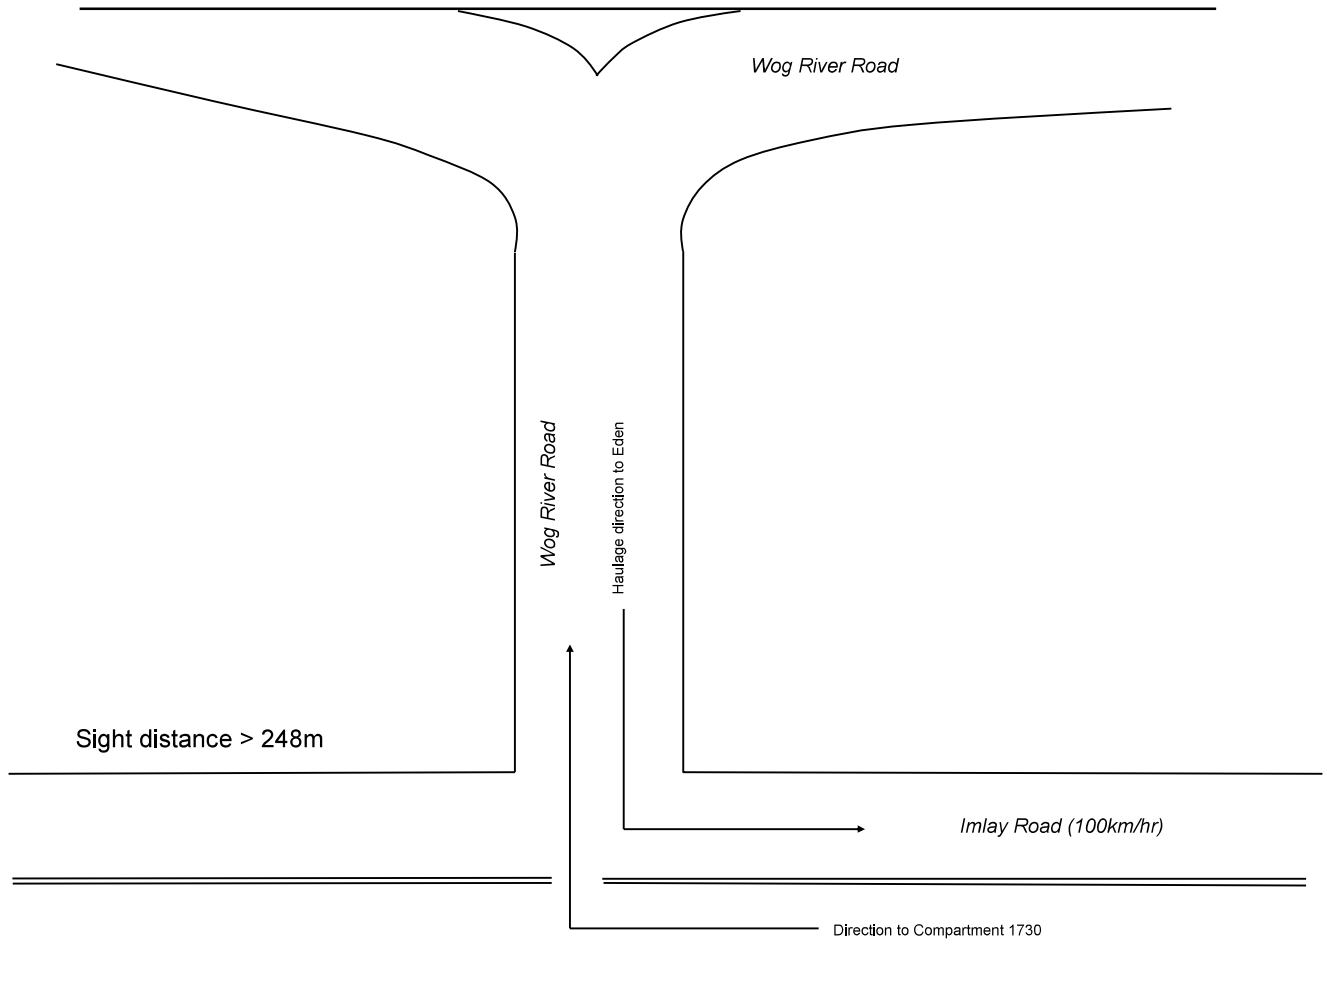 Wog River Road
Wog River Road
Haulage direction to Eden
Sight distance > 248m
Imlay Road (100km/hr)
Direction to Compartment 1730